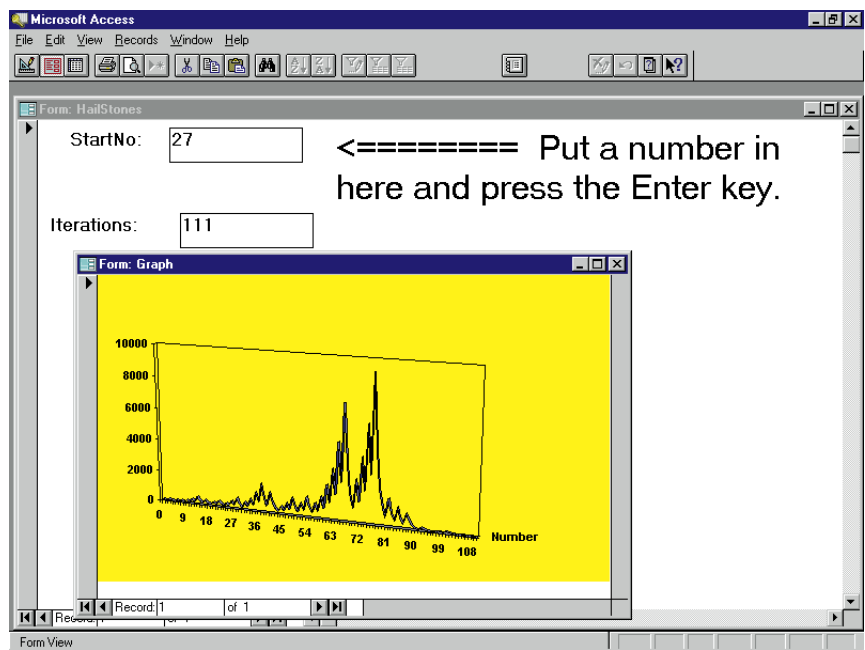 Microsoft Access
File Edit View Records Window Help
Form: HailStones
StartNo: 27
<======== Put a number in
here and press the Enter key.
Iterations: 111
Form: Graph
10000
8000
6000
4000
2000
0
0 9 18 27 36 45 54 63 72 81 90 99 108
Number
Record: 1 of 1
Form View